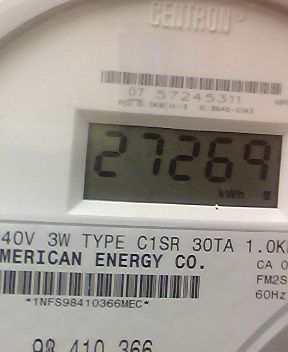 CENTRON
07 57245311
27269
kWh
40V 3W TYPE C1SR 30TA 1.0K
MERICAN ENERGY CO.
CA 0
FM2S
60Hz
*1NFS98410366MEC*
98 410 366